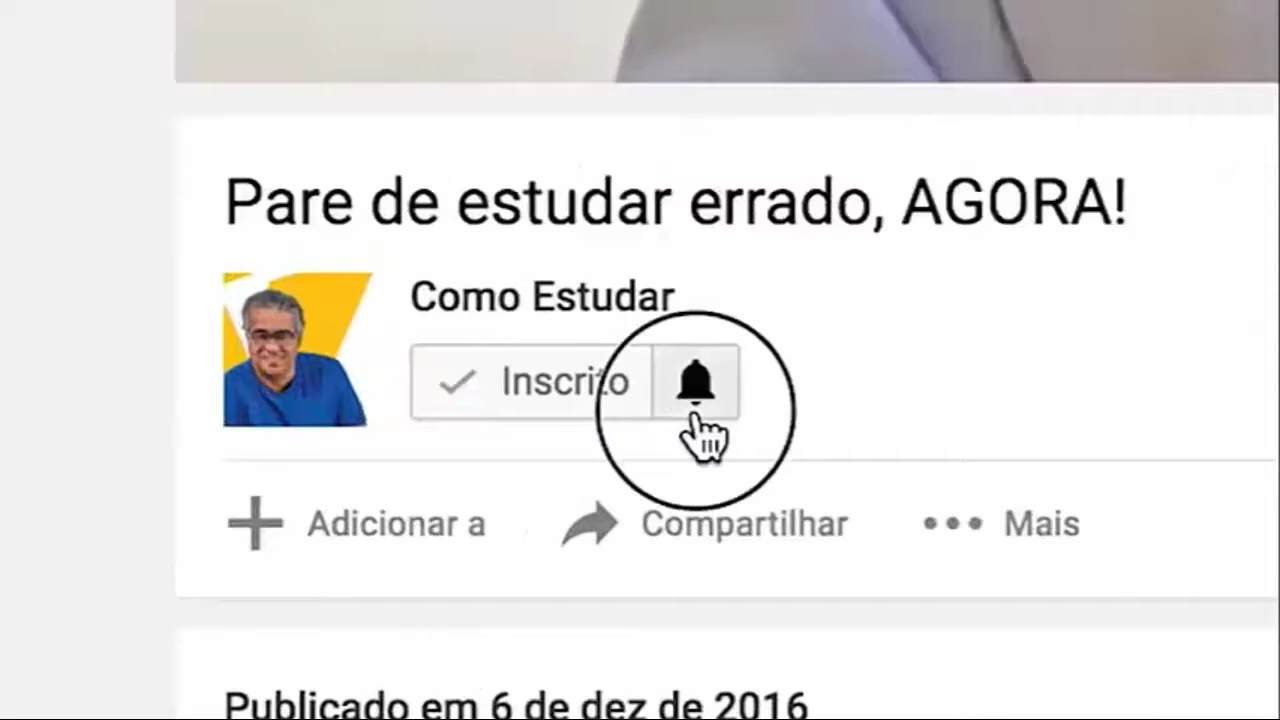 Pare de estudar errado, AGORA!
Como Estudar
Inscrito
Adicionar a
Compartilhar
Mais
Publicado em 6 de dez de 2016